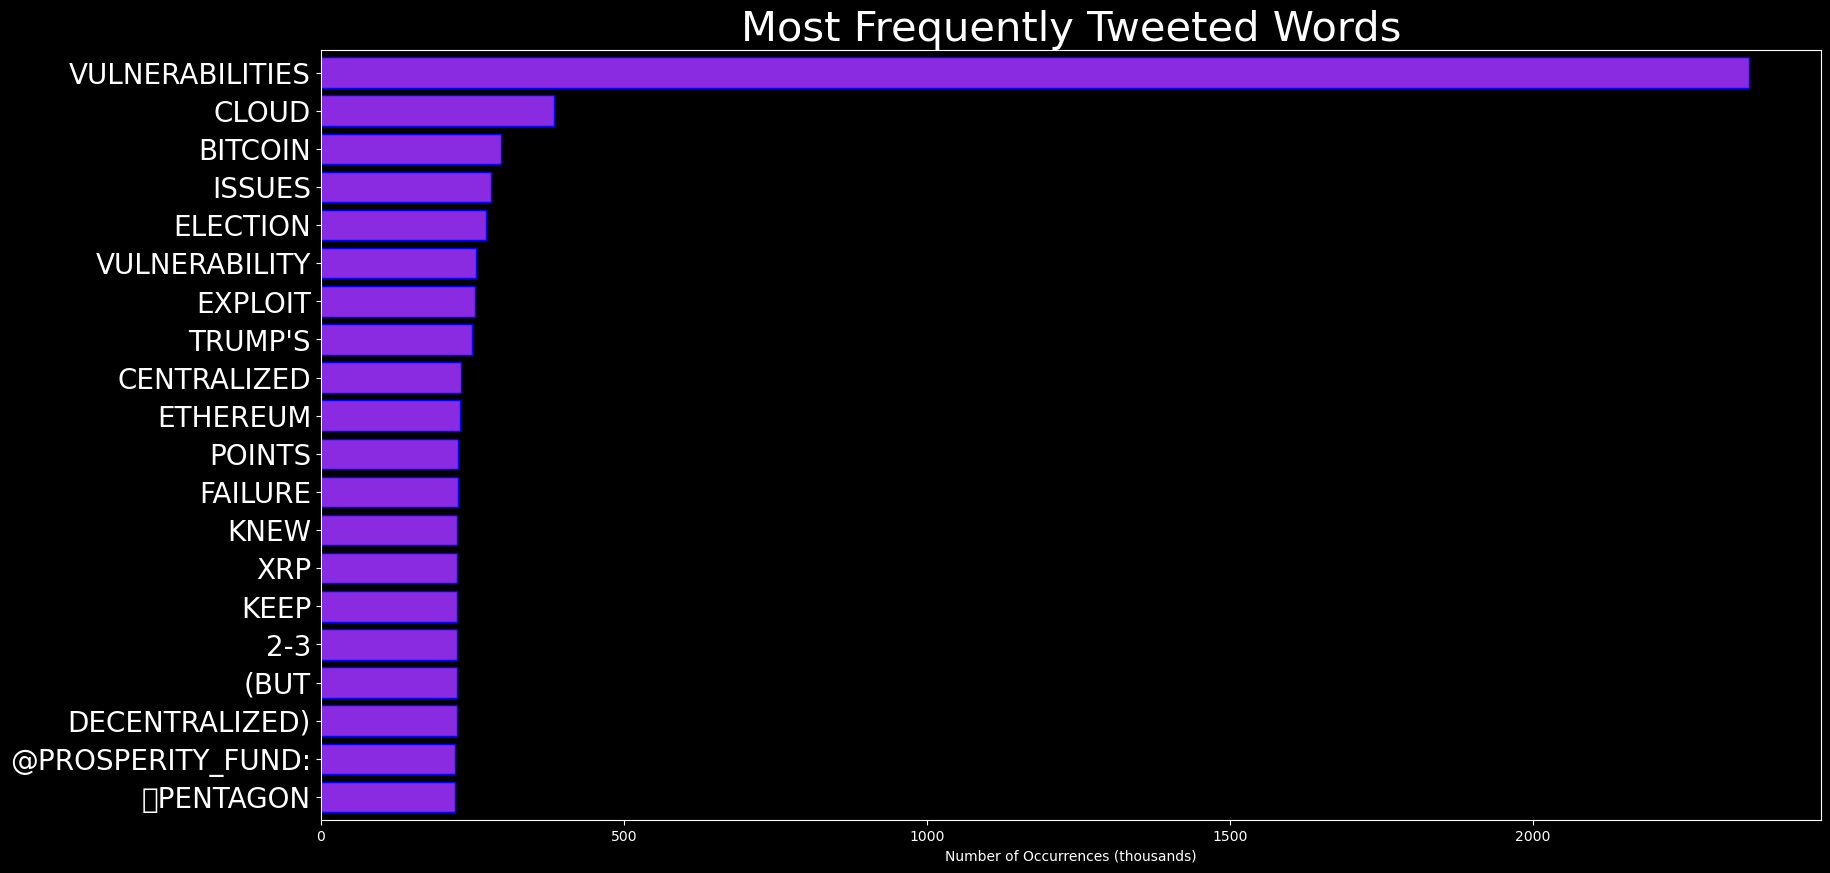 Most Frequently Tweeted Words
VULNERABILITIES
CLOUD
BITCOIN
ISSUES
ELECTION
VULNERABILITY
EXPLOIT
TRUMP'S
CENTRALIZED
ETHEREUM
POINTS
FAILURE
KNEW
XRP
KEEP
2-3
(BUT
DECENTRALIZED)
@PROSPERITY_FUND:
▯PENTAGON
0 500 1000 1500 2000
Number of Occurrences (thousands)